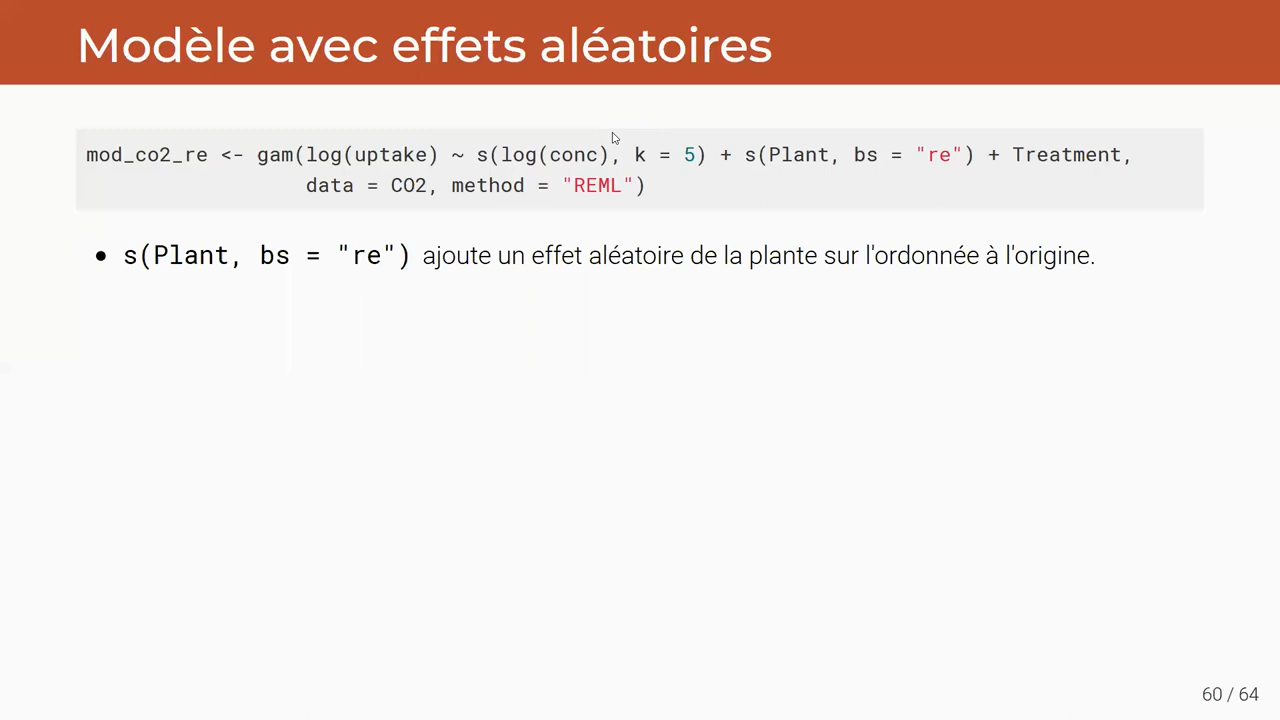 Modèle avec effets aléatoires
mod_co2_re <- gam(log(uptake) ~ s(log(conc), k = 5) + s(Plant, bs = "re") + Treatment,
data = CO2, method = "REML")
• s(Plant, bs = "re") ajoute un effet aléatoire de la plante sur l'ordonnée à l'origine.
60 / 64